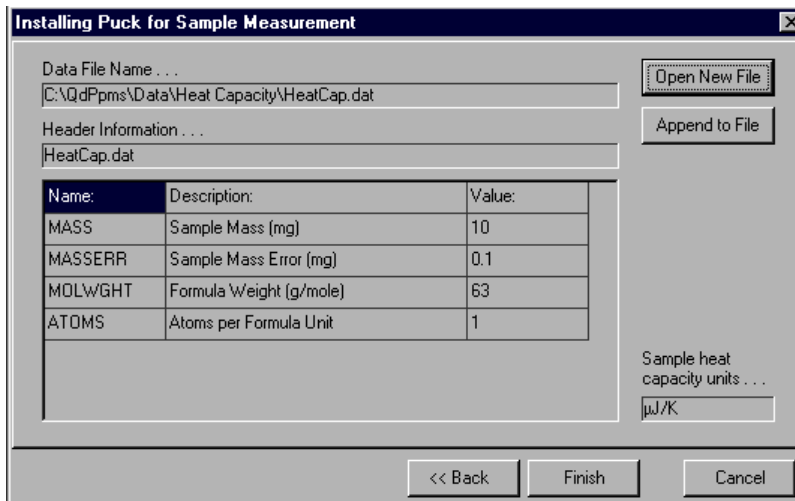 Installing Puck for Sample Measurement
Data File Name . . .
C:\QdPpms\Data\Heat Capacity\HeatCap.dat
Open New File
Header Information . . .
Append to File
HeatCap.dat
Name: Description: Value:
MASS Sample Mass (mg) 10
MASSERR Sample Mass Error (mg) 0.1
MOLWGHT Formula Weight (g/mole) 63
ATOMS Atoms per Formula Unit 1
Sample heat
capacity units . . .
µJ/K
<< Back Finish Cancel